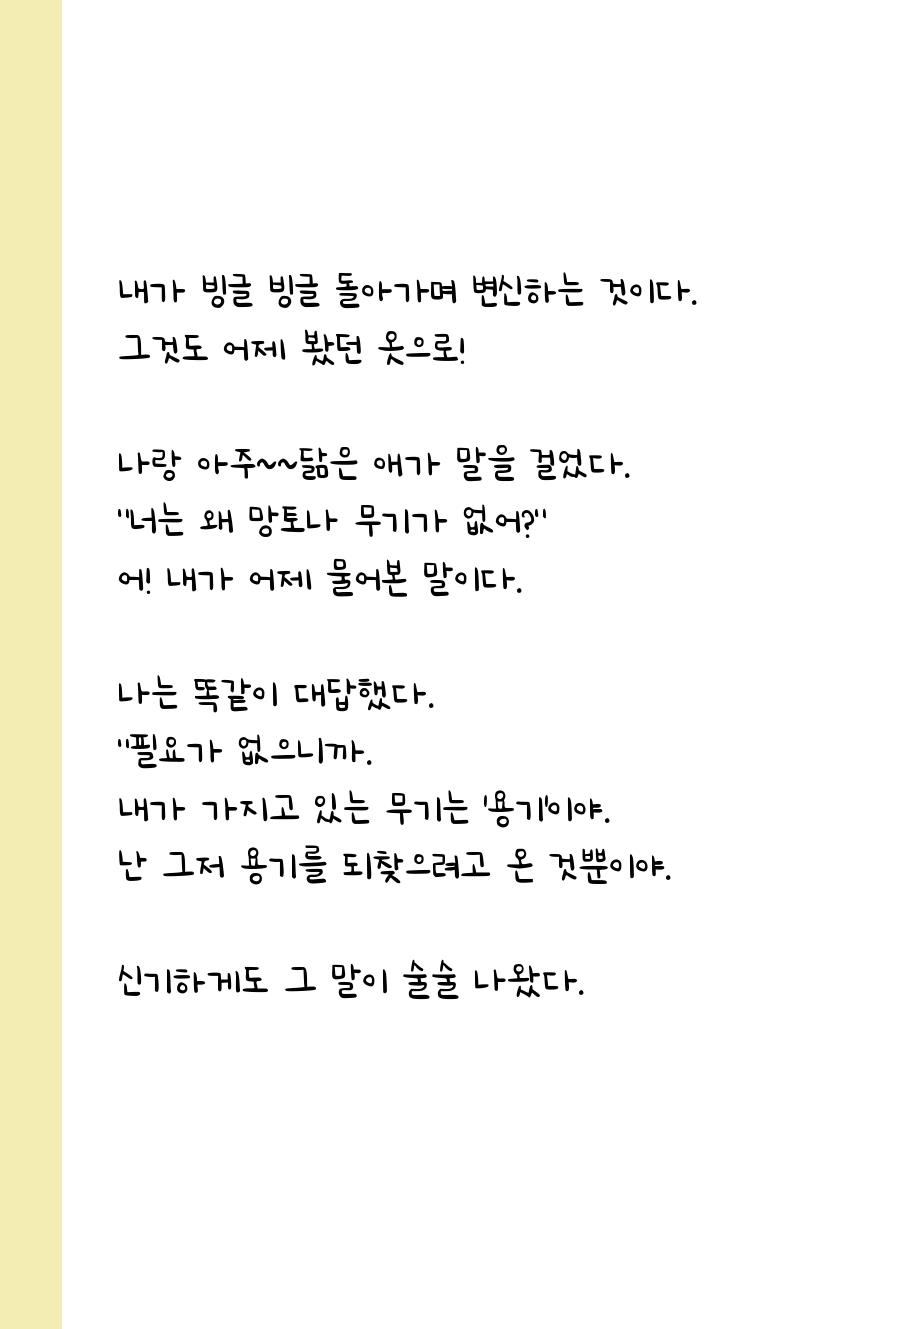 내가 빙글 빙글 돌아가며 변신하는 것이다.
그것도 어제 봤던 옷으로!
나랑 아주~~닮은 애가 말을 걸었다.
"너는 왜 망토나 무기가 없어?"
어! 내가 어제 물어본 말이다.
나는 똑같이 대답했다.
"필요가 없으니까.
내가 가지고 있는 무기는 '용기'이야.
난 그저 용기를 되찾으려고 온 것뿐이야.
신기하게도 그 말이 술술 나왔다.